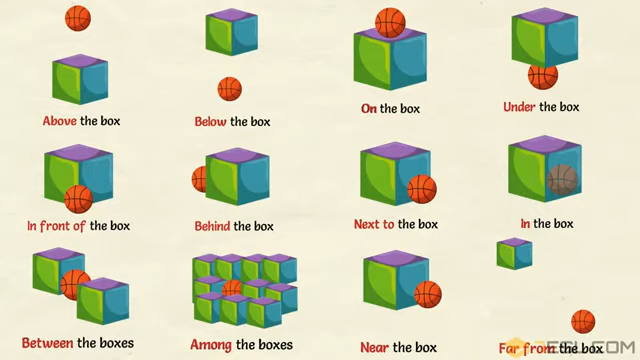 Above the box
Below the box
On the box
Under the box
In front of the box
Behind the box
Next to the box
In the box
Between the boxes
Among the boxes
Near the box
Far from the box
7ESL.COM